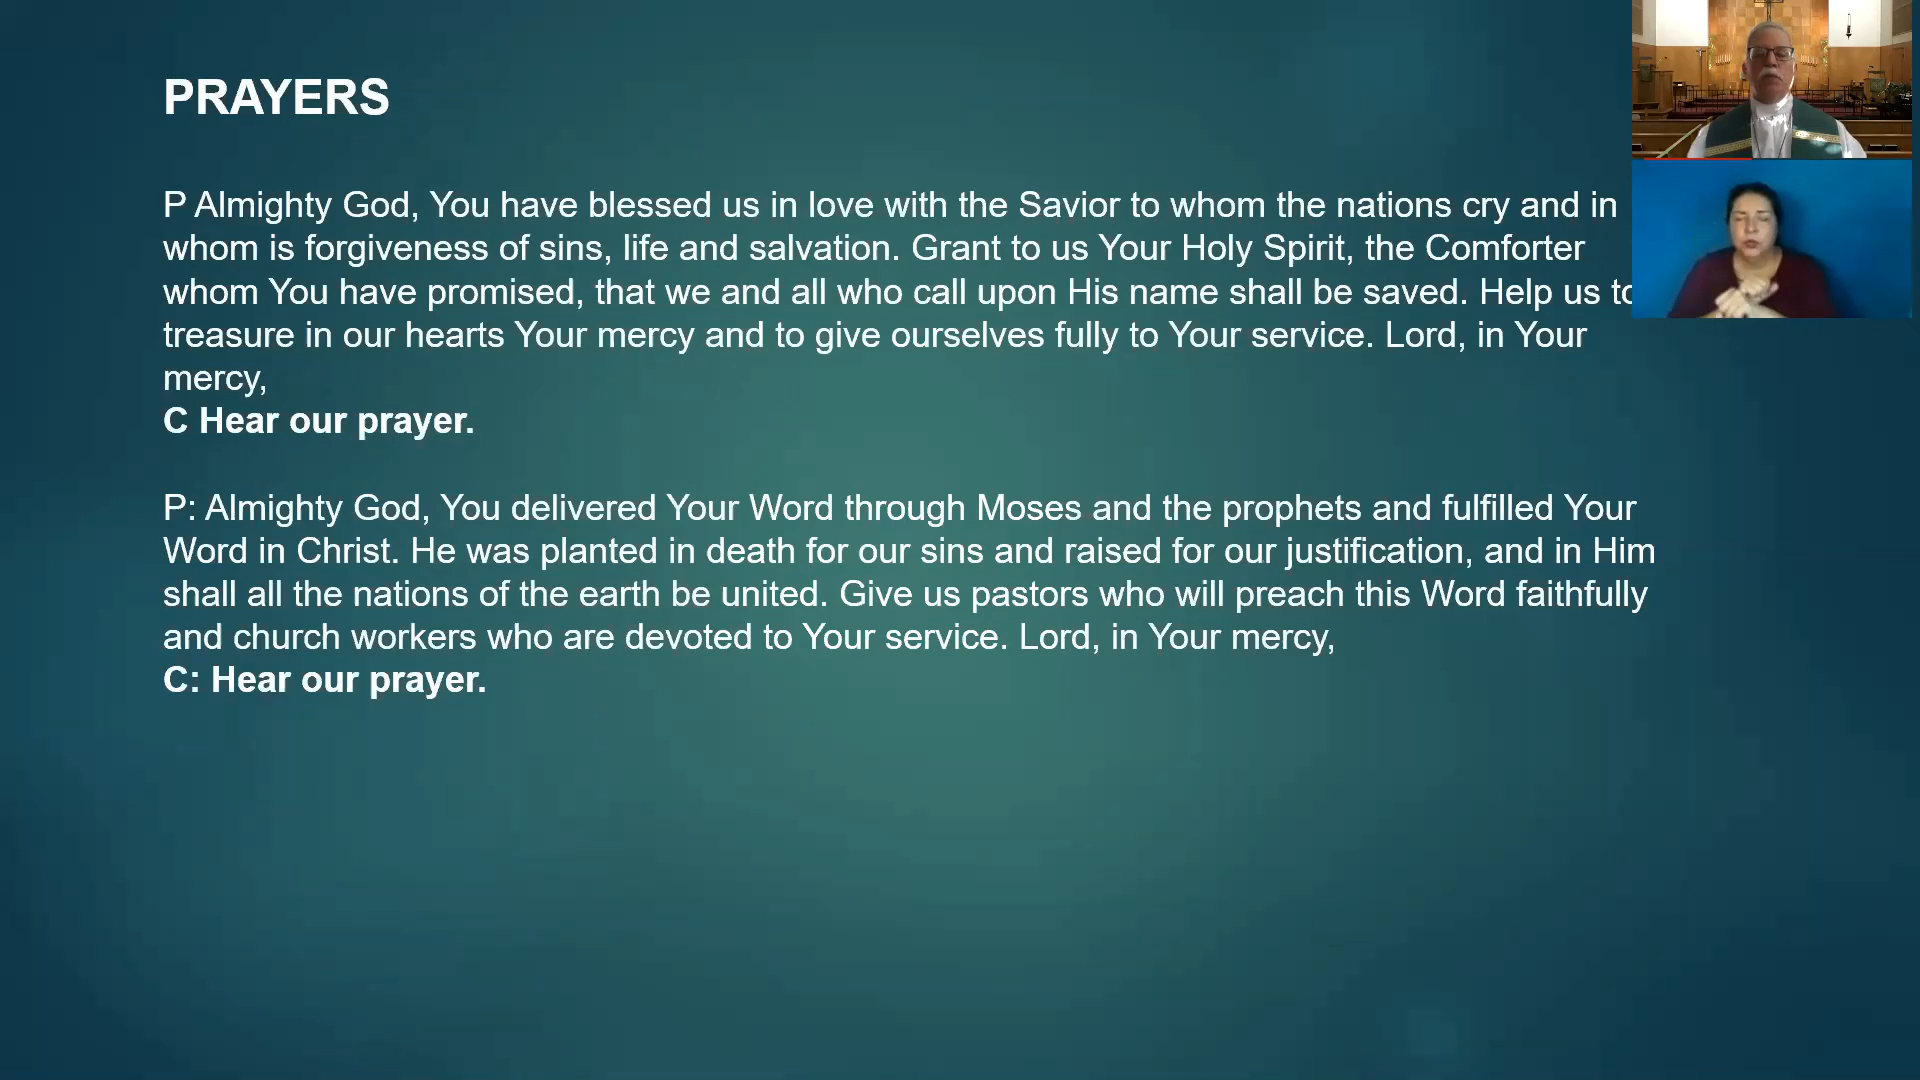 PRAYERS
P Almighty God, You have blessed us in love with the Savior to whom the nations cry and in
whom is forgiveness of sins, life and salvation. Grant to us Your Holy Spirit, the Comforter
whom You have promised, that we and all who call upon His name shall be saved. Help us to
treasure in our hearts Your mercy and to give ourselves fully to Your service. Lord, in Your
mercy,
C Hear our prayer.
P: Almighty God, You delivered Your Word through Moses and the prophets and fulfilled Your
Word in Christ. He was planted in death for our sins and raised for our justification, and in Him
shall all the nations of the earth be united. Give us pastors who will preach this Word faithfully
and church workers who are devoted to Your service. Lord, in Your mercy,
C: Hear our prayer.